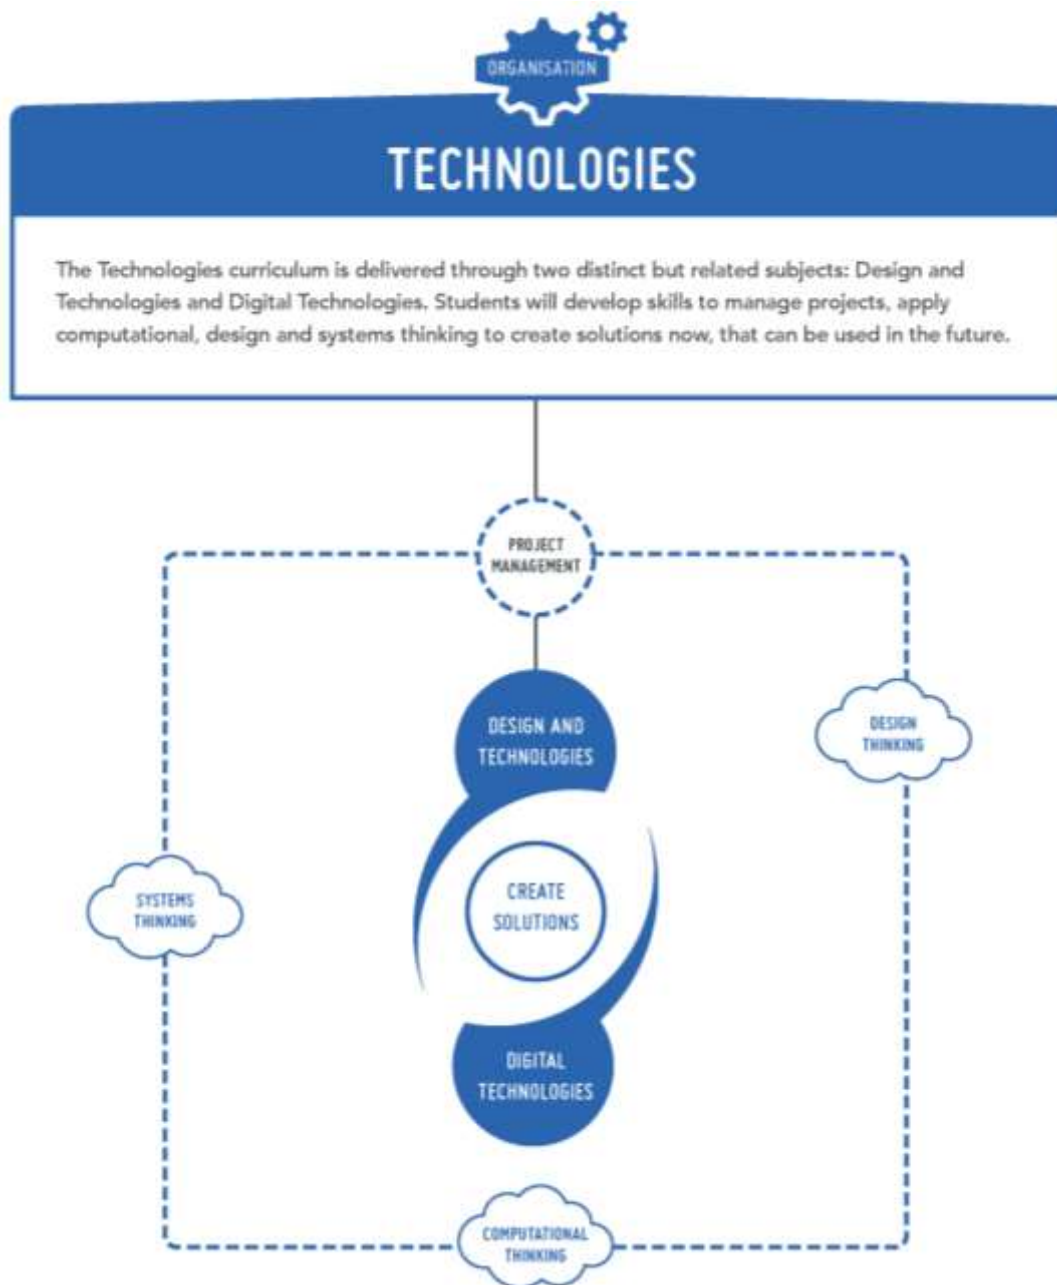 ORGANISATION
TECHNOLOGIES
The Technologies curriculum is delivered through two distinct but related subjects: Design and
Technologies and Digital Technologies. Students will develop skills to manage projects, apply
computational, design and systems thinking to create solutions now, that can be used in the future.
PROJECT
MANAGEMENT
DESIGN AND
TECHNOLOGIES
DESIGN
THINKING
SYSTEMS
THINKING
CREATE
SOLUTIONS
DIGITAL
TECHNOLOGIES
COMPUTATIONAL
THINKING